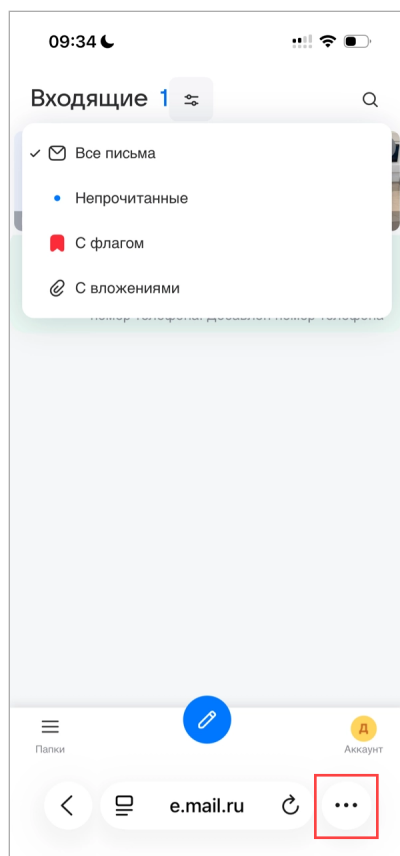 09:34
Входящие 1
Все письма
Непрочитанные
С флагом
С вложениями
номер телефона. Добавлен номер телефона
Папки
Д
Аккаунт
e.mail.ru